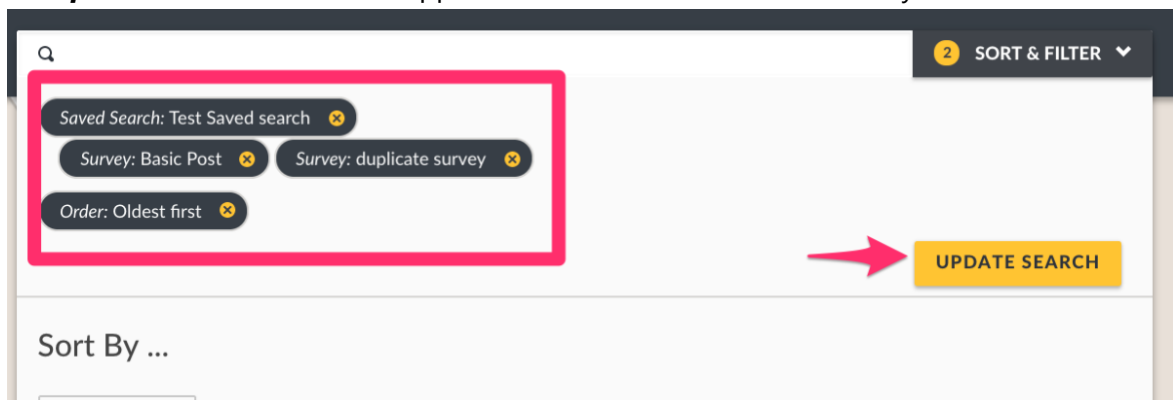 2 SORT & FILTER
Saved Search: Test Saved search
Survey: Basic Post Survey: duplicate survey
Order: Oldest first
UPDATE SEARCH
Sort By ...